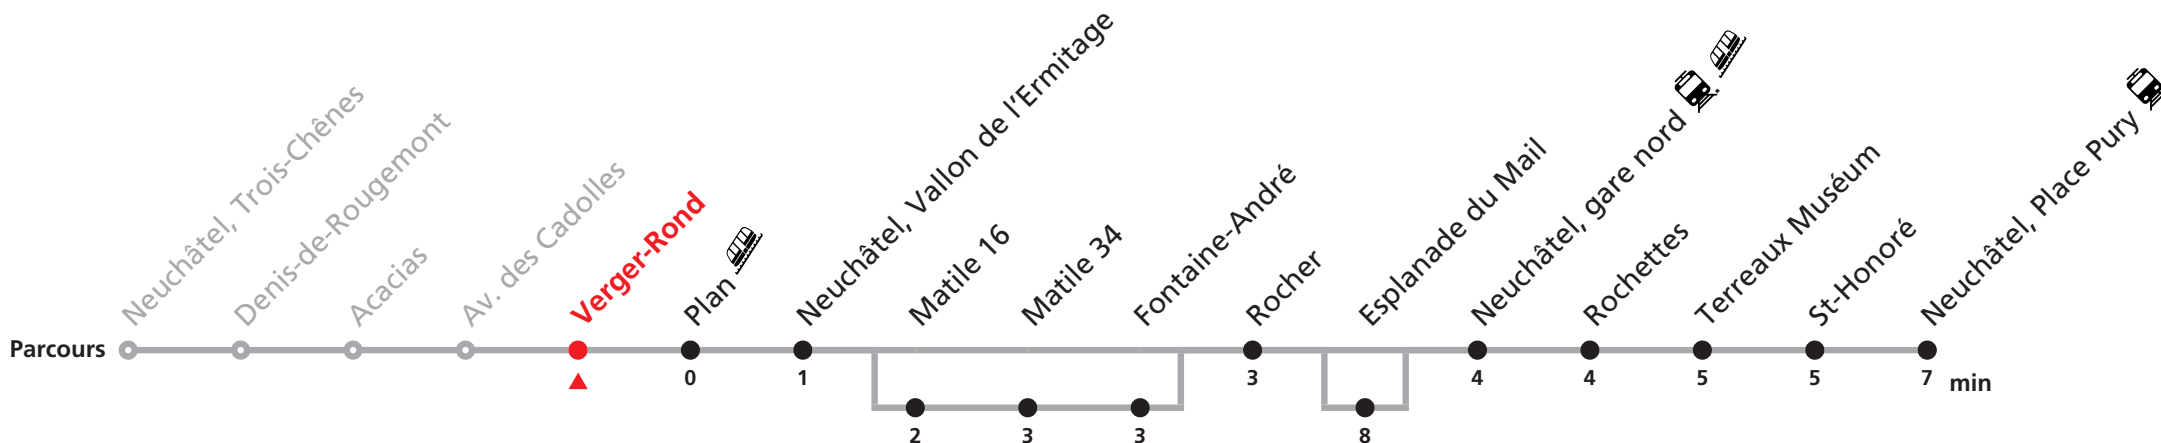 Neuchâtel, Trois-Chênes
Denis-de-Rougemont
Acacias
Av. des Cadolles
Verger-Rond
Plan
Neuchâtel, Vallon de l'Ermitage
Matile 16
Matile 34
Fontaine-André
Rocher
Esplanade du Mail
Neuchâtel, gare nord
Rochettes
Terreaux Muséum
St-Honoré
Neuchâtel, Place Pury
Parcours
0 1 3 4 4 5 5 7 min
2 3 3 8